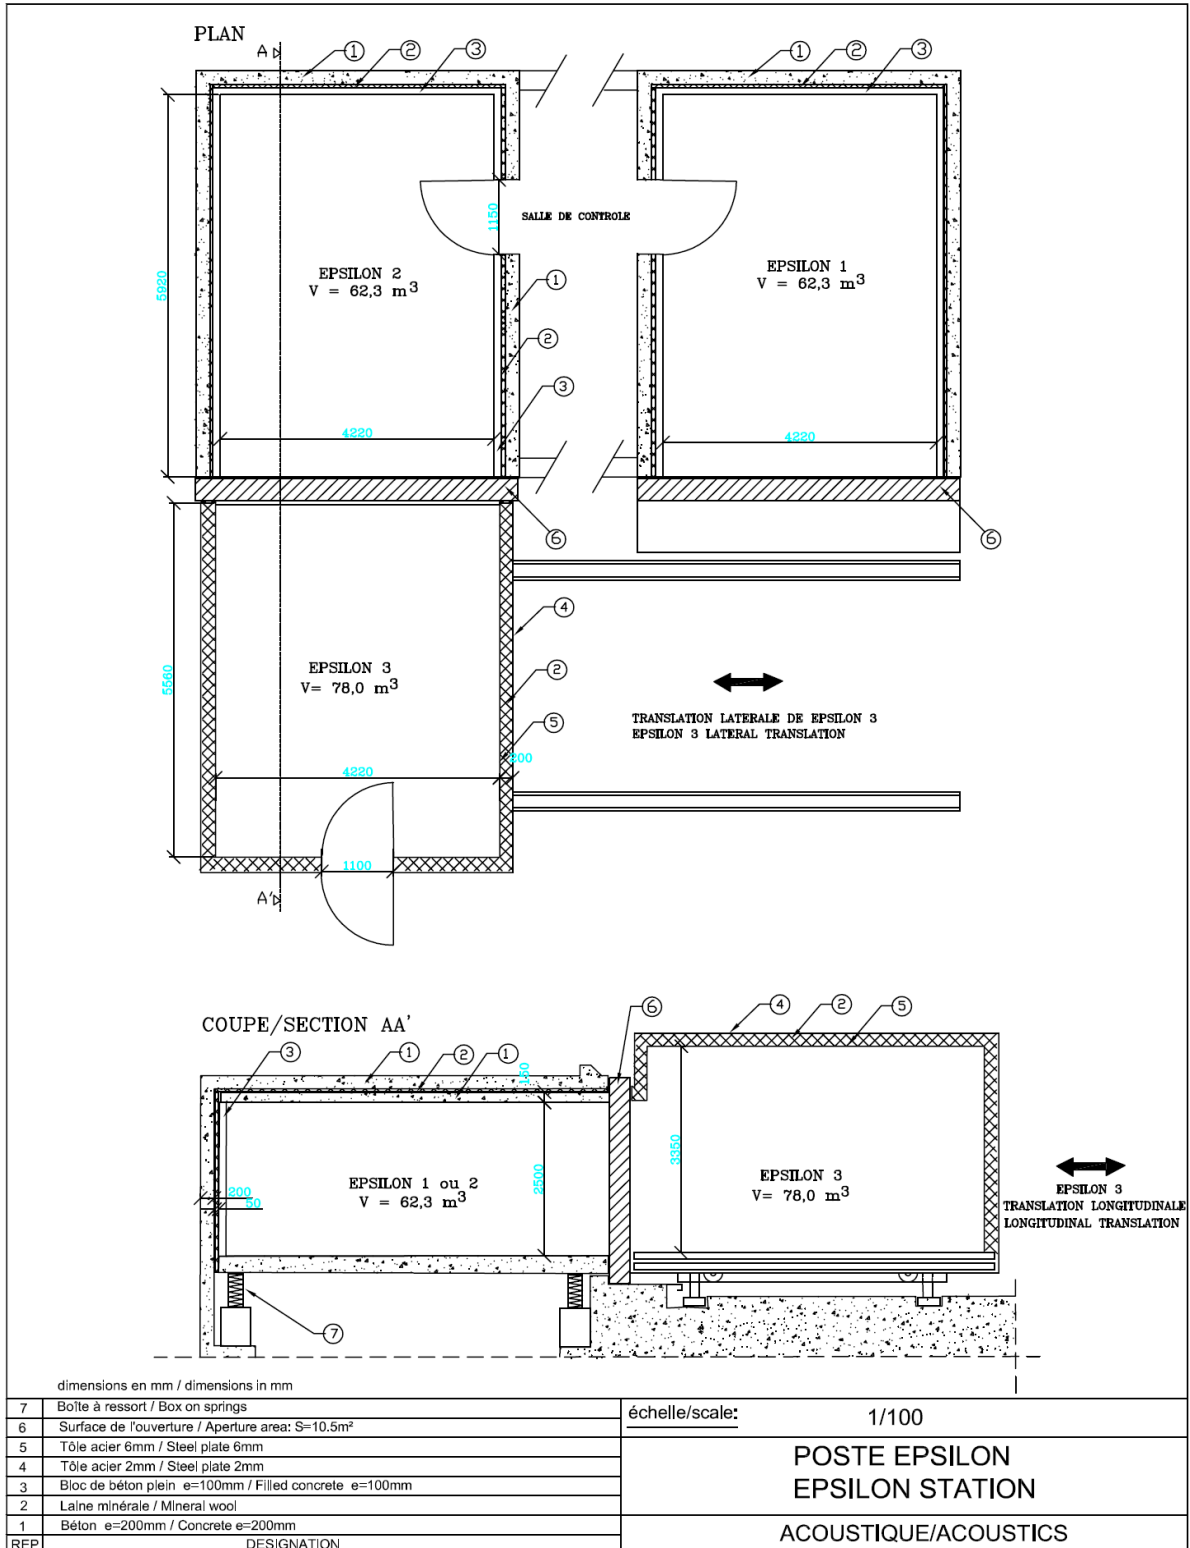 PLAN
A
1
2
3
1
2
3
5920
1150
SALLE DE CONTROLE
EPSILON 2
V = 62,3 m³
EPSILON 1
V = 62,3 m³
1
2
3
4220
4220
6
6
4
EPSILON 3
V= 78,0 m³
2
5560
5
TRANSLATION LATERALE DE EPSILON 3
EPSILON 3 LATERAL TRANSLATION
200
4220
1100
A'
COUPE/SECTION AA'
6
4
2
5
3
1
2
1
150
3350
2500
EPSILON 1 ou 2
V = 62,3 m³
EPSILON 3
V= 78,0 m³
200
50
EPSILON 3
TRANSLATION LONGITUDINALE
LONGITUDINAL TRANSLATION
7
dimensions en mm / dimensions in mm
7 Boîte à ressort / Box on springs
6 Surface de l'ouverture / Aperture area: S=10.5m²
5 Tôle acier 6mm / Steel plate 6mm
4 Tôle acier 2mm / Steel plate 2mm
3 Bloc de béton plein e=100mm / Filled concrete e=100mm
2 Laine minérale / Mineral wool
1 Béton e=200mm / Concrete e=200mm
REP DESIGNATION
échelle/scale: 1/100
POSTE EPSILON
EPSILON STATION
ACOUSTIQUE/ACOUSTICS